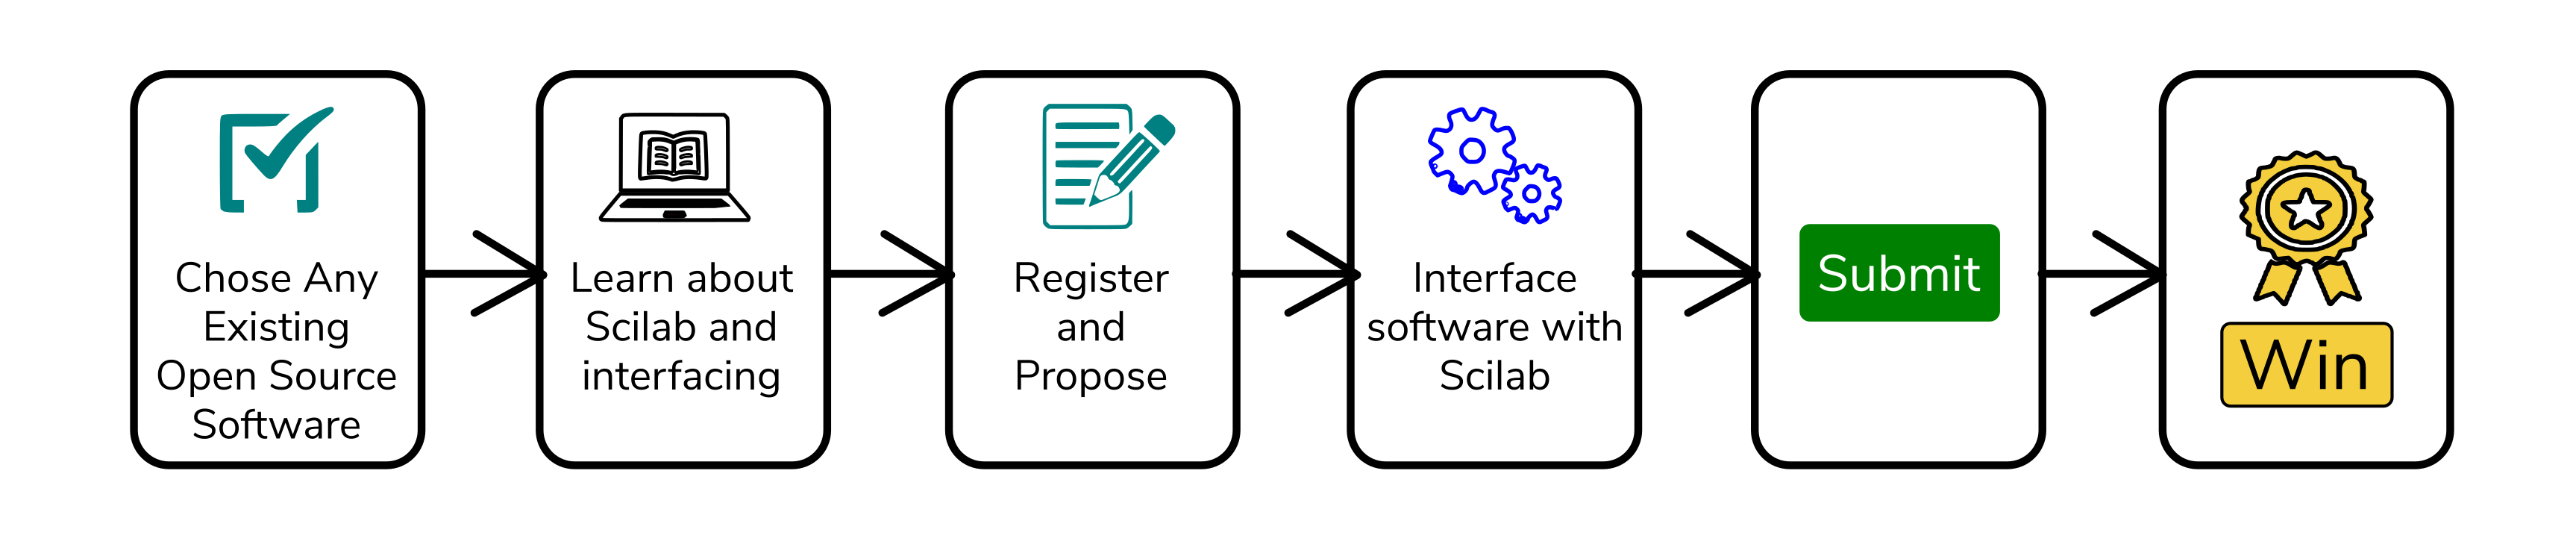 Chose Any
Existing
Open Source
Software
Learn about
Scilab and
interfacing
Register
and
Propose
Interface
software with
Scilab
Submit
Win